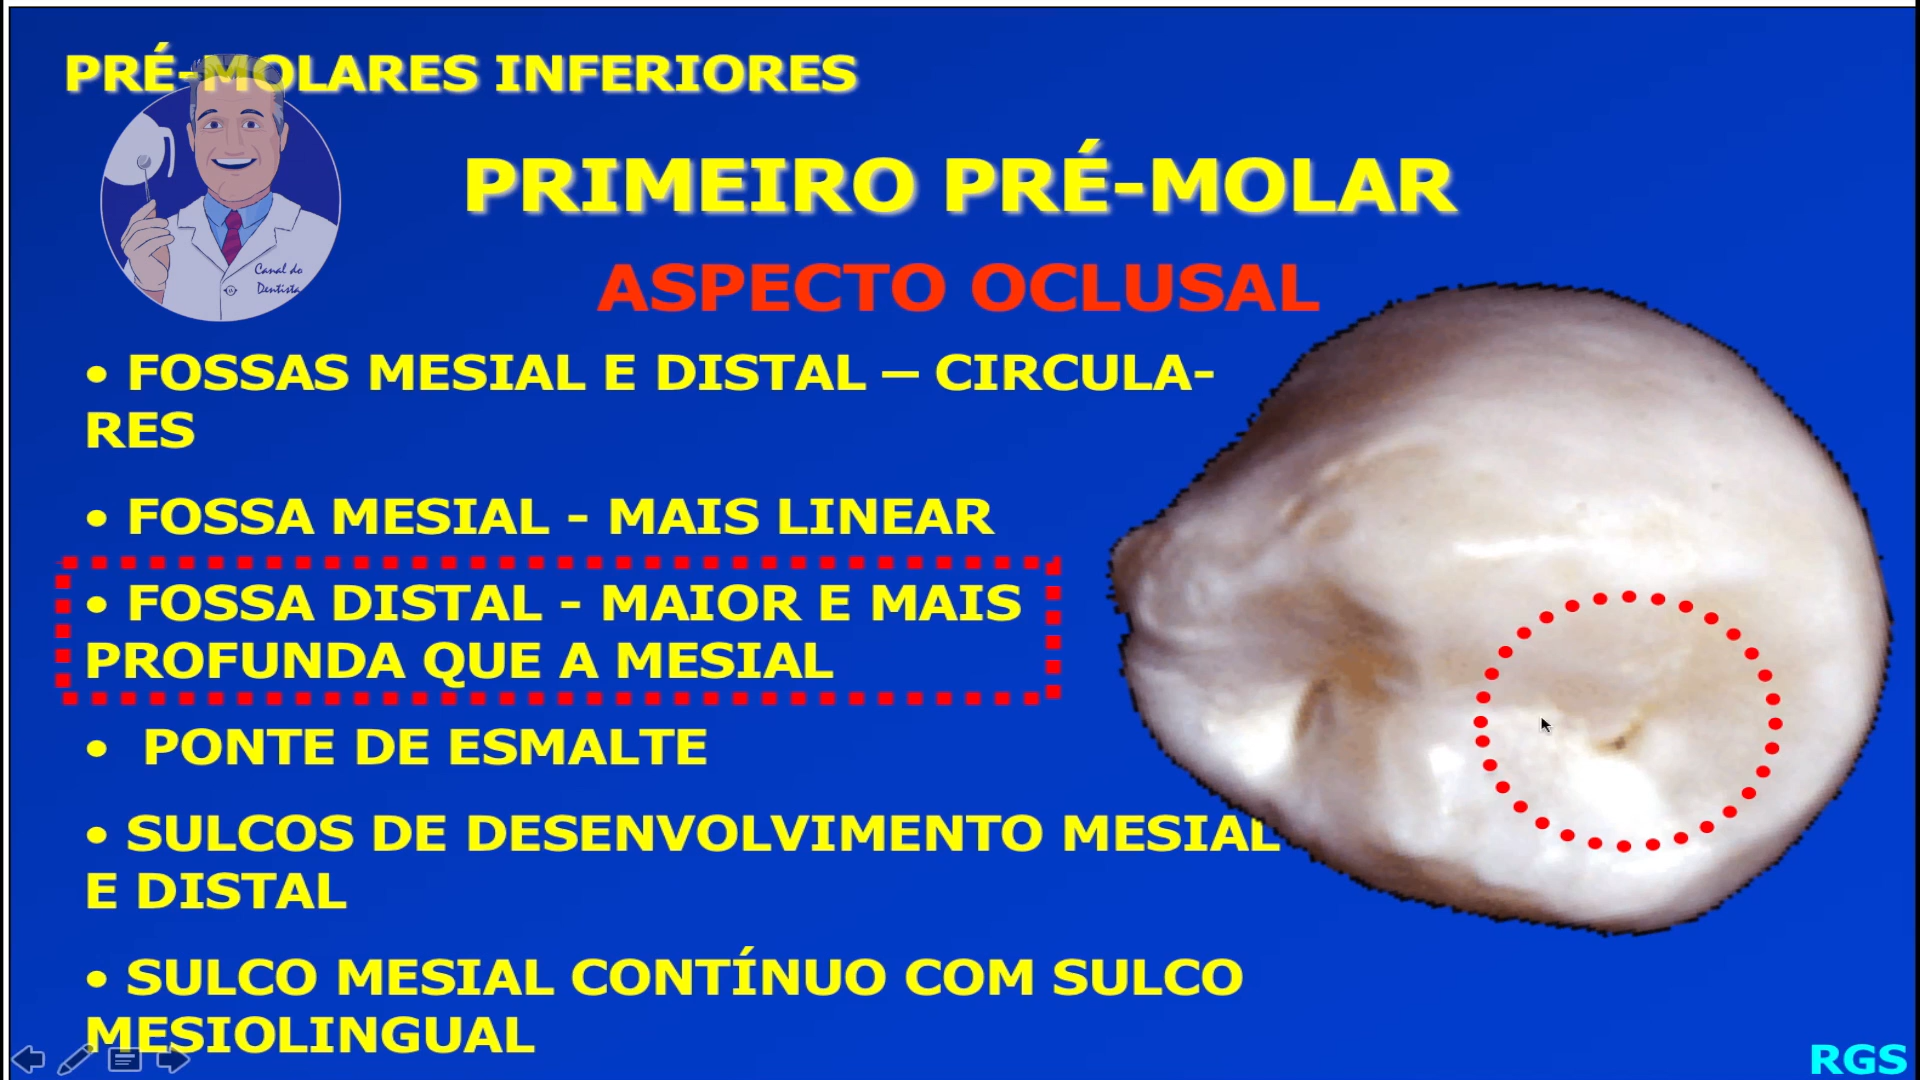 PRÉ-MOLARES INFERIORES
PRIMEIRO PRÉ-MOLAR
Canal do
Dentista
ASPECTO OCLUSAL
• FOSSAS MESIAL E DISTAL – CIRCULA-
RES
• FOSSA MESIAL - MAIS LINEAR
• FOSSA DISTAL - MAIOR E MAIS
PROFUNDA QUE A MESIAL
• PONTE DE ESMALTE
• SULCOS DE DESENVOLVIMENTO MESIAL
E DISTAL
• SULCO MESIAL CONTÍNUO COM SULCO
MESIOLINGUAL
RGS